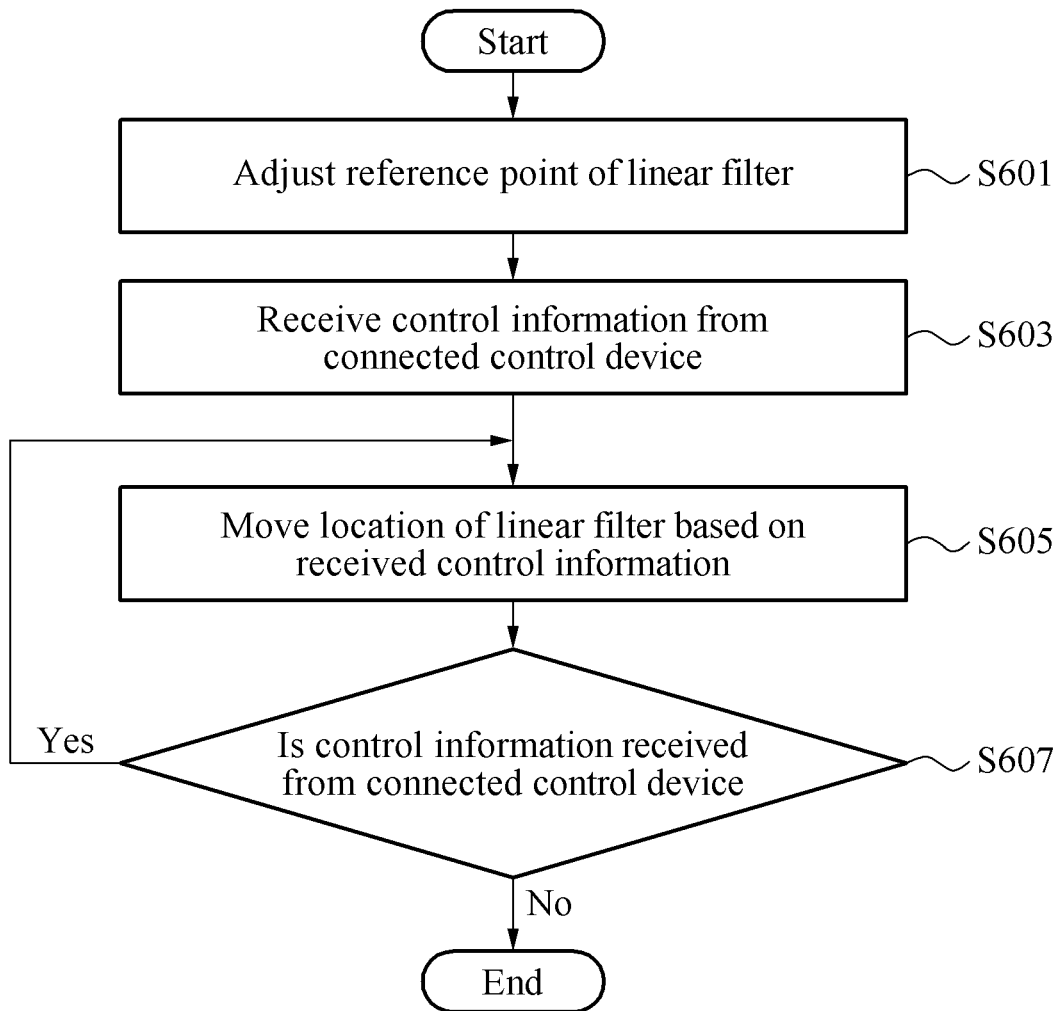 Start
Adjust reference point of linear filter
S601
Receive control information from
connected control device
S603
Move location of linear filter based on
received control information
S605
Yes
Is control information received
from connected control device
S607
No
End